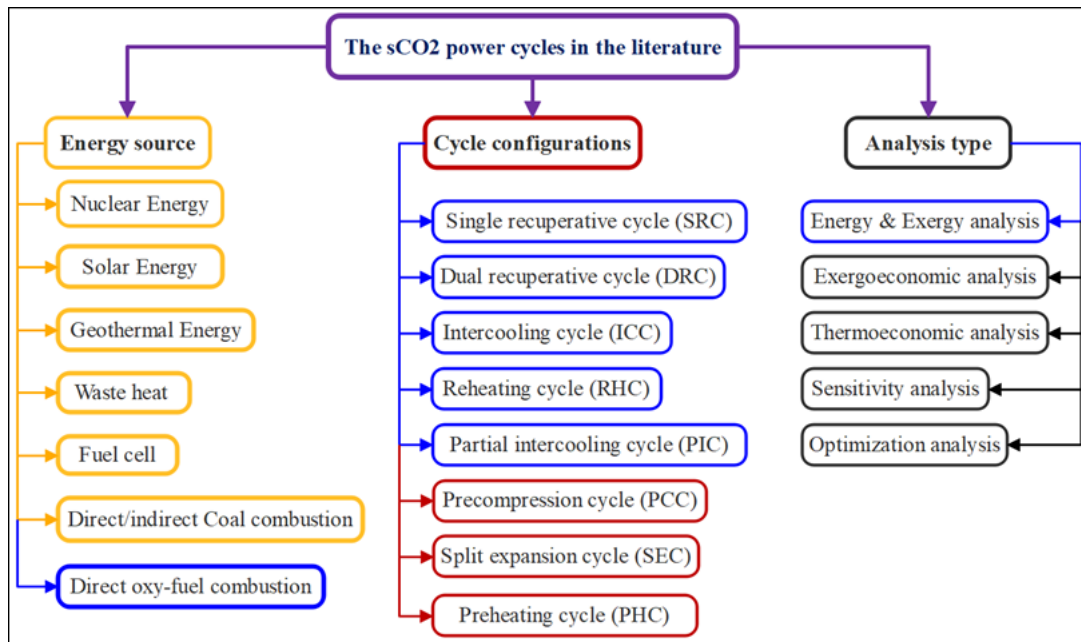 The sCO2 power cycles in the literature
Energy source
Nuclear Energy
Solar Energy
Geothermal Energy
Waste heat
Fuel cell
Direct/indirect Coal combustion
Direct oxy-fuel combustion
Cycle configurations
Single recuperative cycle (SRC)
Dual recuperative cycle (DRC)
Intercooling cycle (ICC)
Reheating cycle (RHC)
Partial intercooling cycle (PIC)
Precompression cycle (PCC)
Split expansion cycle (SEC)
Preheating cycle (PHC)
Analysis type
Energy & Exergy analysis
Exergoeconomic analysis
Thermoeconomic analysis
Sensitivity analysis
Optimization analysis